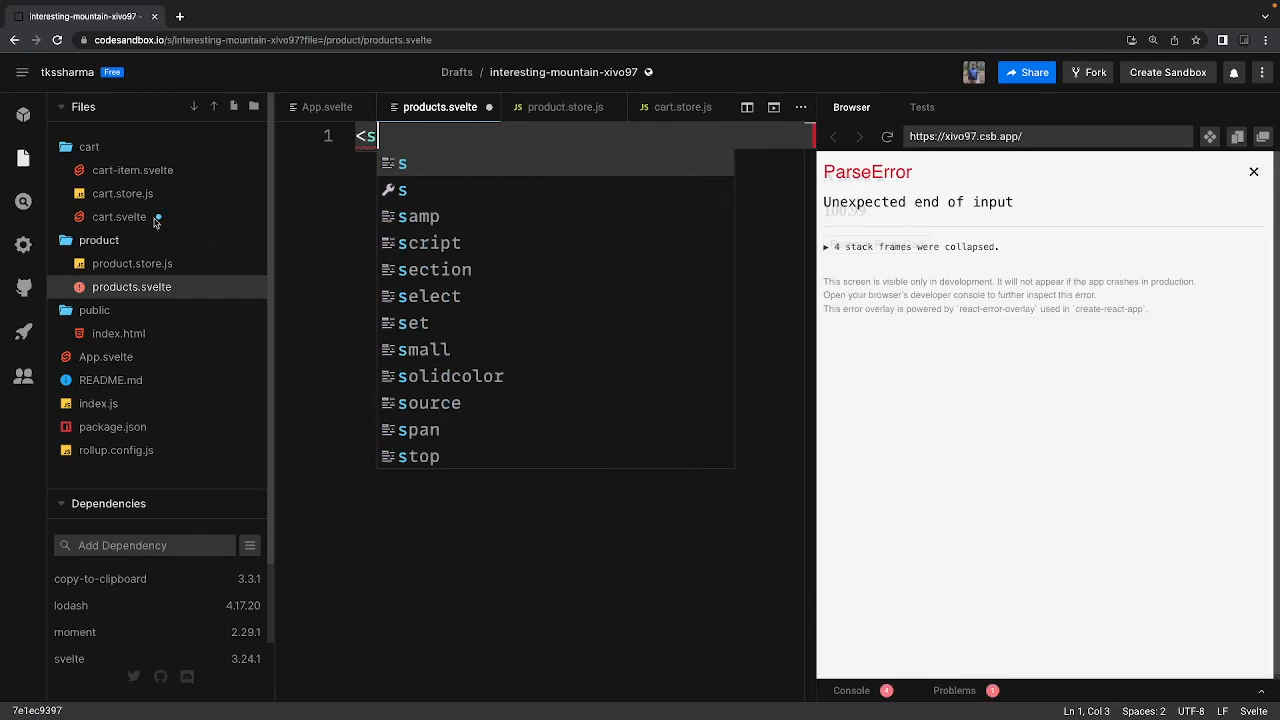 interesting-mountain-xivo97 -
codesandbox.io/s/interesting-mountain-xivo97?file=/product/products.svelte
tkssharma Free
Drafts / interesting-mountain-xivo97
Share
Fork
Create Sandbox
Files
cart
cart-item.svelte
cart.store.js
cart.svelte
product
product.store.js
products.svelte
public
index.html
App.svelte
README.md
index.js
package.json
rollup.config.js
Dependencies
Add Dependency
copy-to-clipboard 3.3.1
lodash 4.17.20
moment 2.29.1
svelte 3.24.1
7e1ec9397
App.svelte
products.svelte
JS product.store.js
JS cart.store.js
1 <s
s
s
samp
script
section
select
set
small
solidcolor
source
span
stop
Browser Tests
https://xivo97.csb.app/
ParseError
Unexpected end of input
100.99
4 stack frames were collapsed.
This screen is visible only in development. It will not appear if the app crashes in production.
Open your browser's developer console to further inspect this error.
This error overlay is powered by `react-error-overlay` used in `create-react-app`.
Console 4 Problems 1
Ln 1, Col 3 Spaces: 2 UTF-8 LF Svelte